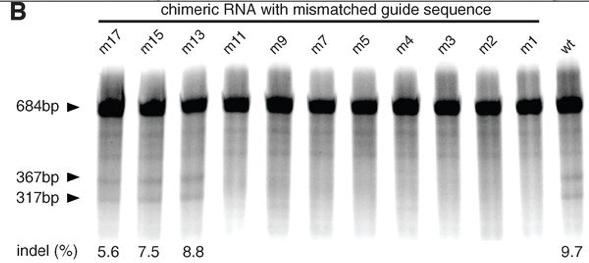 B
chimeric RNA with mismatched guide sequence
m17 m15 m13 m11 m9 m7 m5 m4 m3 m2 m1 wt
684bp
367bp
317bp
indel (%) 5.6 7.5 8.8 9.7